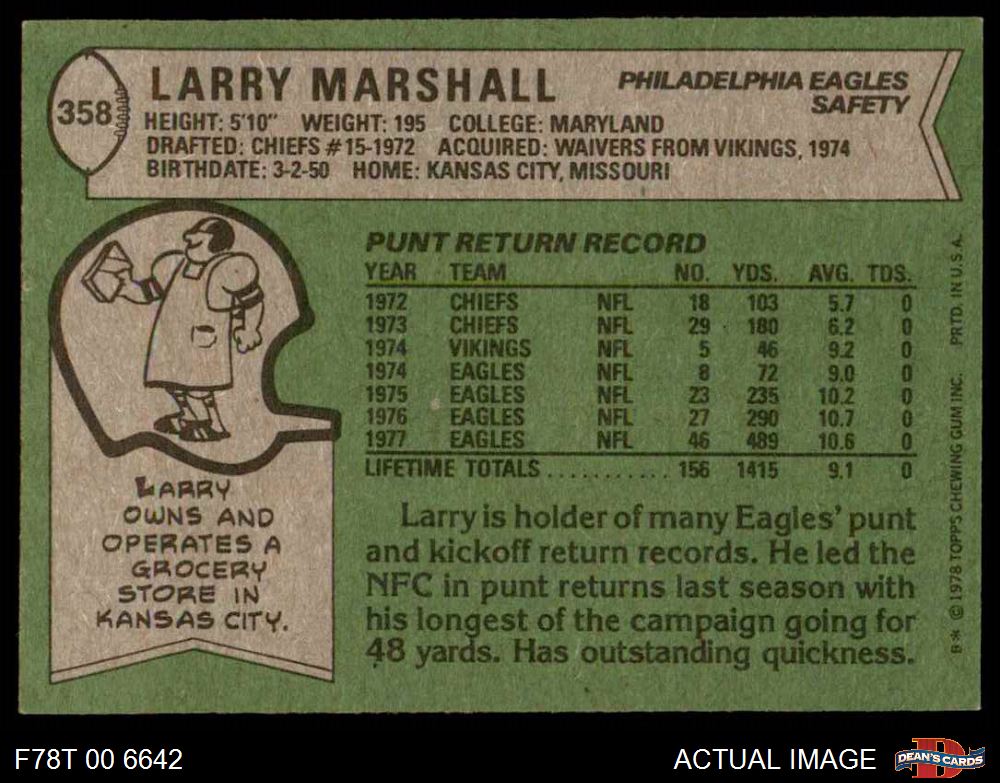 358
LARRY MARSHALL
PHILADELPHIA EAGLES
SAFETY
HEIGHT: 5'10" WEIGHT: 195 COLLEGE: MARYLAND
DRAFTED: CHIEFS #15-1972 ACQUIRED: WAIVERS FROM VIKINGS, 1974
BIRTHDATE: 3-2-50 HOME: KANSAS CITY, MISSOURI
PUNT RETURN RECORD
YEAR TEAM NO. YDS. AVG. TDS.
1972 CHIEFS NFL 18 103 5.7 0
1973 CHIEFS NFL 29 180 6.2 0
1974 VIKINGS NFL 5 46 9.2 0
1974 EAGLES NFL 8 72 9.0 0
1975 EAGLES NFL 23 235 10.2 0
1976 EAGLES NFL 27 290 10.7 0
1977 EAGLES NFL 46 489 10.6 0
LIFETIME TOTALS........... 156 1415 9.1 0
LARRY
OWNS AND
OPERATES A
GROCERY
STORE IN
KANSAS CITY.
Larry is holder of many Eagles' punt
and kickoff return records. He led the
NFC in punt returns last season with
his longest of the campaign going for
48 yards. Has outstanding quickness.
B* © 1978 TOPPS CHEWING GUM INC. PRTD. IN U.S.A.
F78T 00 6642
ACTUAL IMAGE
D
DEAN'S CARDS